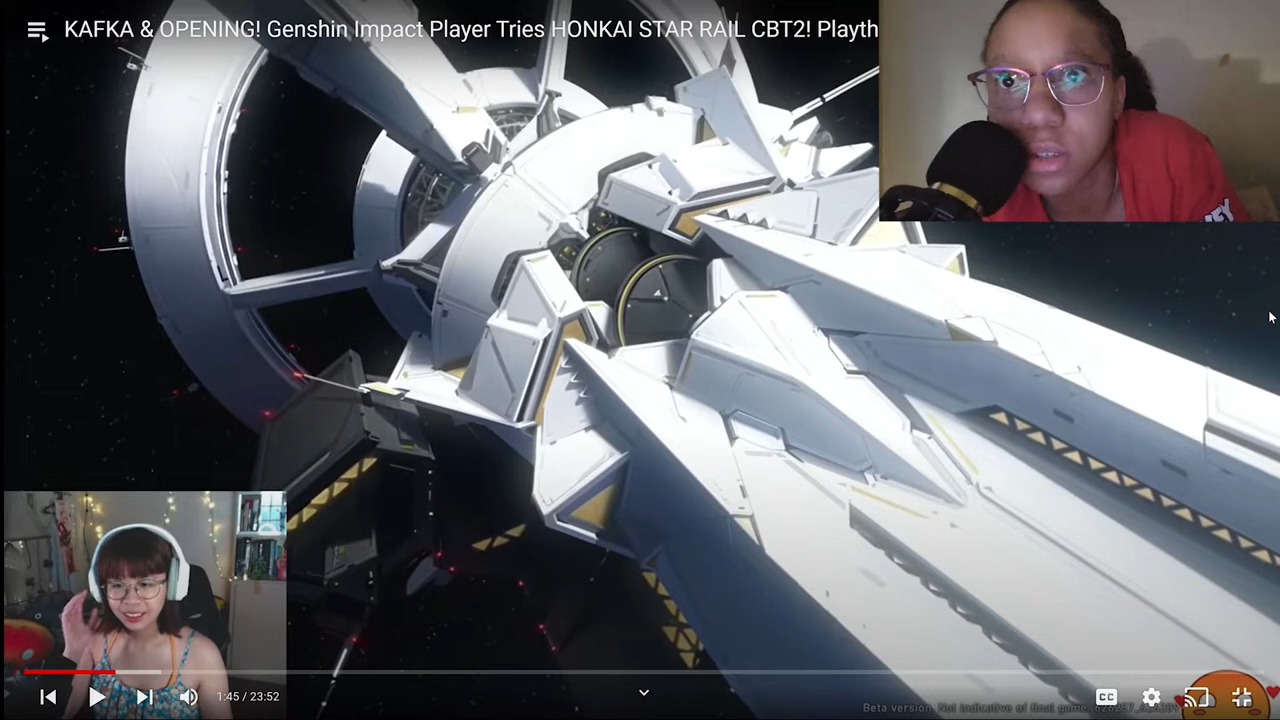 KAFKA & OPENING! Genshin Impact Player Tries HONKAI STAR RAIL CBT2! Playth
1:45 / 23:52
CC
Beta version. Not indicative of final game.